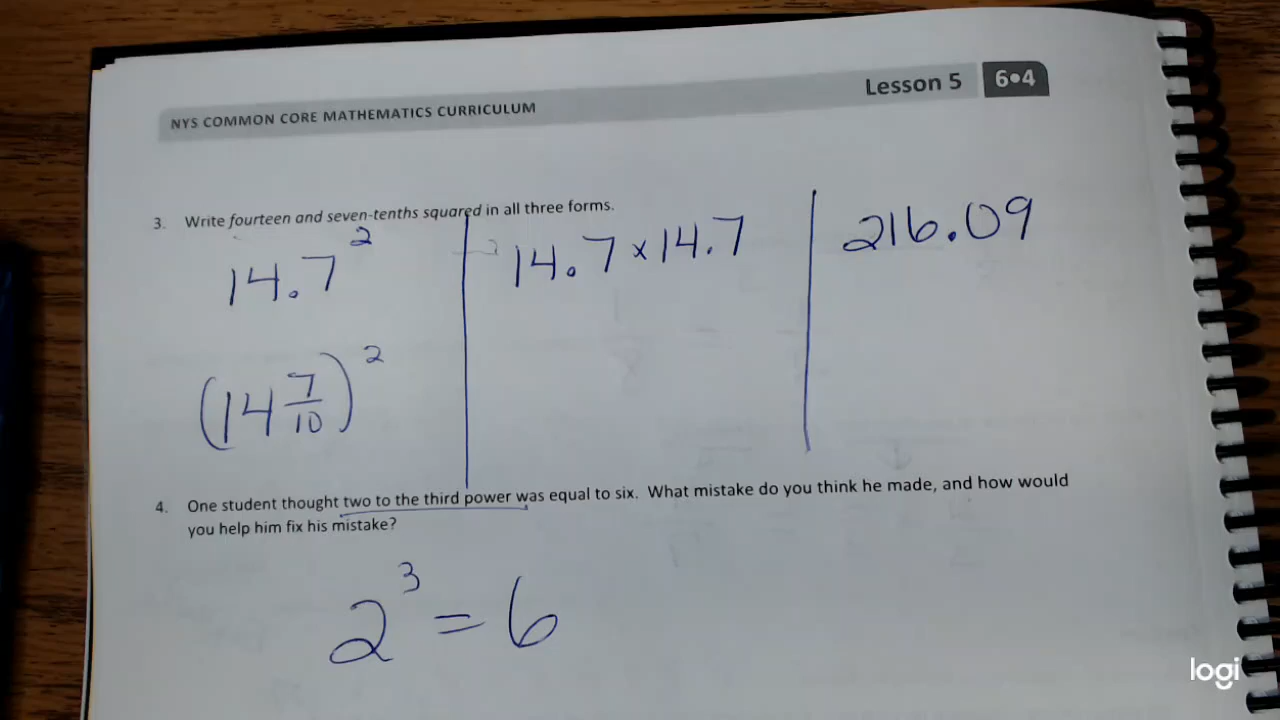 NYS COMMON CORE MATHEMATICS CURRICULUM
Lesson 5
6•4
3. Write fourteen and seven-tenths squared in all three forms.
14.7²
14.7 x 14.7
216.09
(14 7/10)²
4. One student thought two to the third power was equal to six. What mistake do you think he made, and how would
you help him fix his mistake?
2³ = 6
logi